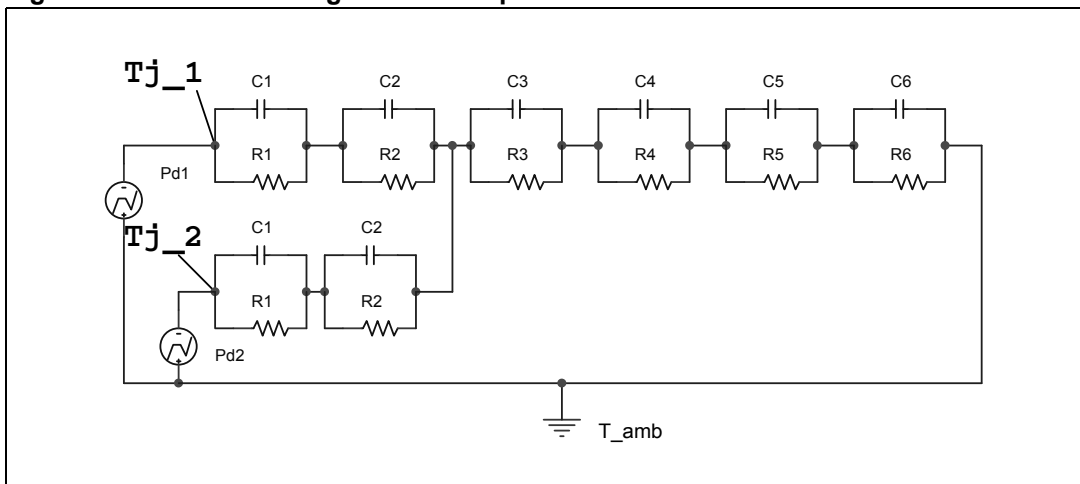 Tj_1
C1 C2 C3 C4 C5 C6
R1 R2 R3 R4 R5 R6
Pd1
Tj_2
C1 C2
R1 R2
Pd2
T_amb